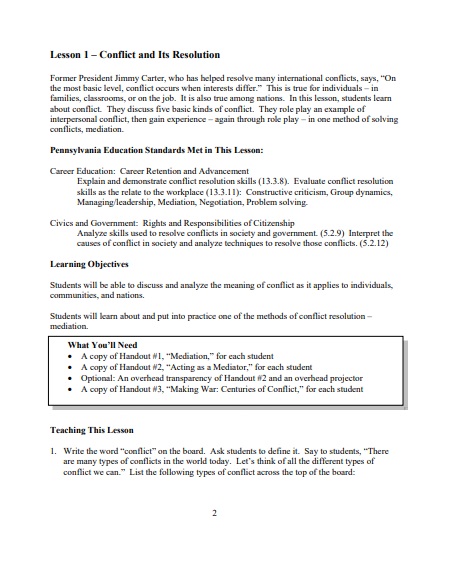 Lesson 1 – Conflict and Its Resolution
Former President Jimmy Carter, who has helped resolve many international conflicts, says, “On
the most basic level, conflict occurs when interests differ.” This is true for individuals – in
families, classrooms, or on the job. It is also true among nations. In this lesson, students learn
about conflict. They discuss five basic kinds of conflict. They role play an example of
interpersonal conflict, then gain experience – again through role play – in one method of solving
conflicts, mediation.
Pennsylvania Education Standards Met in This Lesson:
Career Education: Career Retention and Advancement
Explain and demonstrate conflict resolution skills (13.3.8). Evaluate conflict resolution
skills as the relate to the workplace (13.3.11): Constructive criticism, Group dynamics,
Managing/leadership, Mediation, Negotiation, Problem solving.
Civics and Government: Rights and Responsibilities of Citizenship
Analyze skills used to resolve conflicts in society and government. (5.2.9) Interpret the
causes of conflict in society and analyze techniques to resolve those conflicts. (5.2.12)
Learning Objectives
Students will be able to discuss and analyze the meaning of conflict as it applies to individuals,
communities, and nations.
Students will learn about and put into practice one of the methods of conflict resolution –
mediation.
What You’ll Need
• A copy of Handout #1, “Mediation,” for each student
• A copy of Handout #2, “Acting as a Mediator,” for each student
• Optional: An overhead transparency of Handout #2 and an overhead projector
• A copy of Handout #3, “Making War: Centuries of Conflict,” for each student
Teaching This Lesson
1. Write the word “conflict” on the board. Ask students to define it. Say to students, “There
are many types of conflicts in the world today. Let’s think of all the different types of
conflict we can.” List the following types of conflict across the top of the board:
2